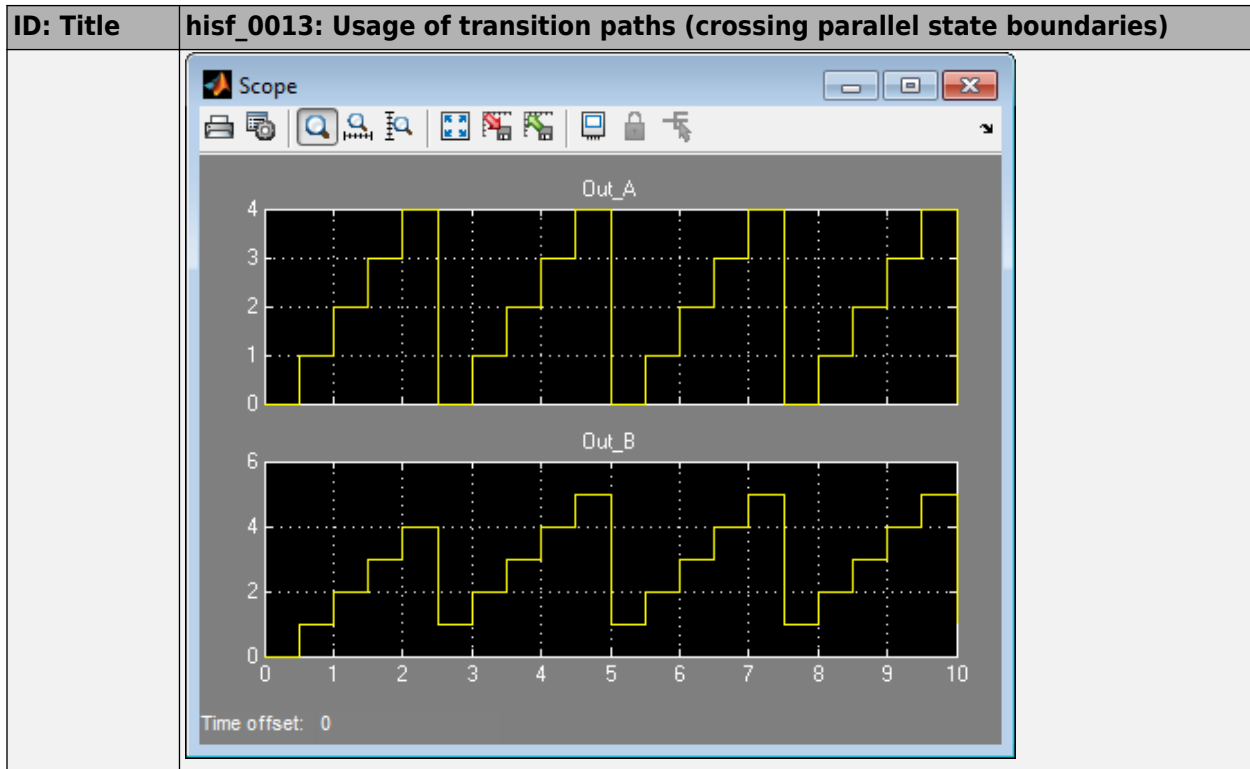 ID: Title hisf_0013: Usage of transition paths (crossing parallel state boundaries)
Scope
Out_A
4
3
2
1
0
Out_B
6
4
2
0
0 1 2 3 4 5 6 7 8 9 10
Time offset: 0